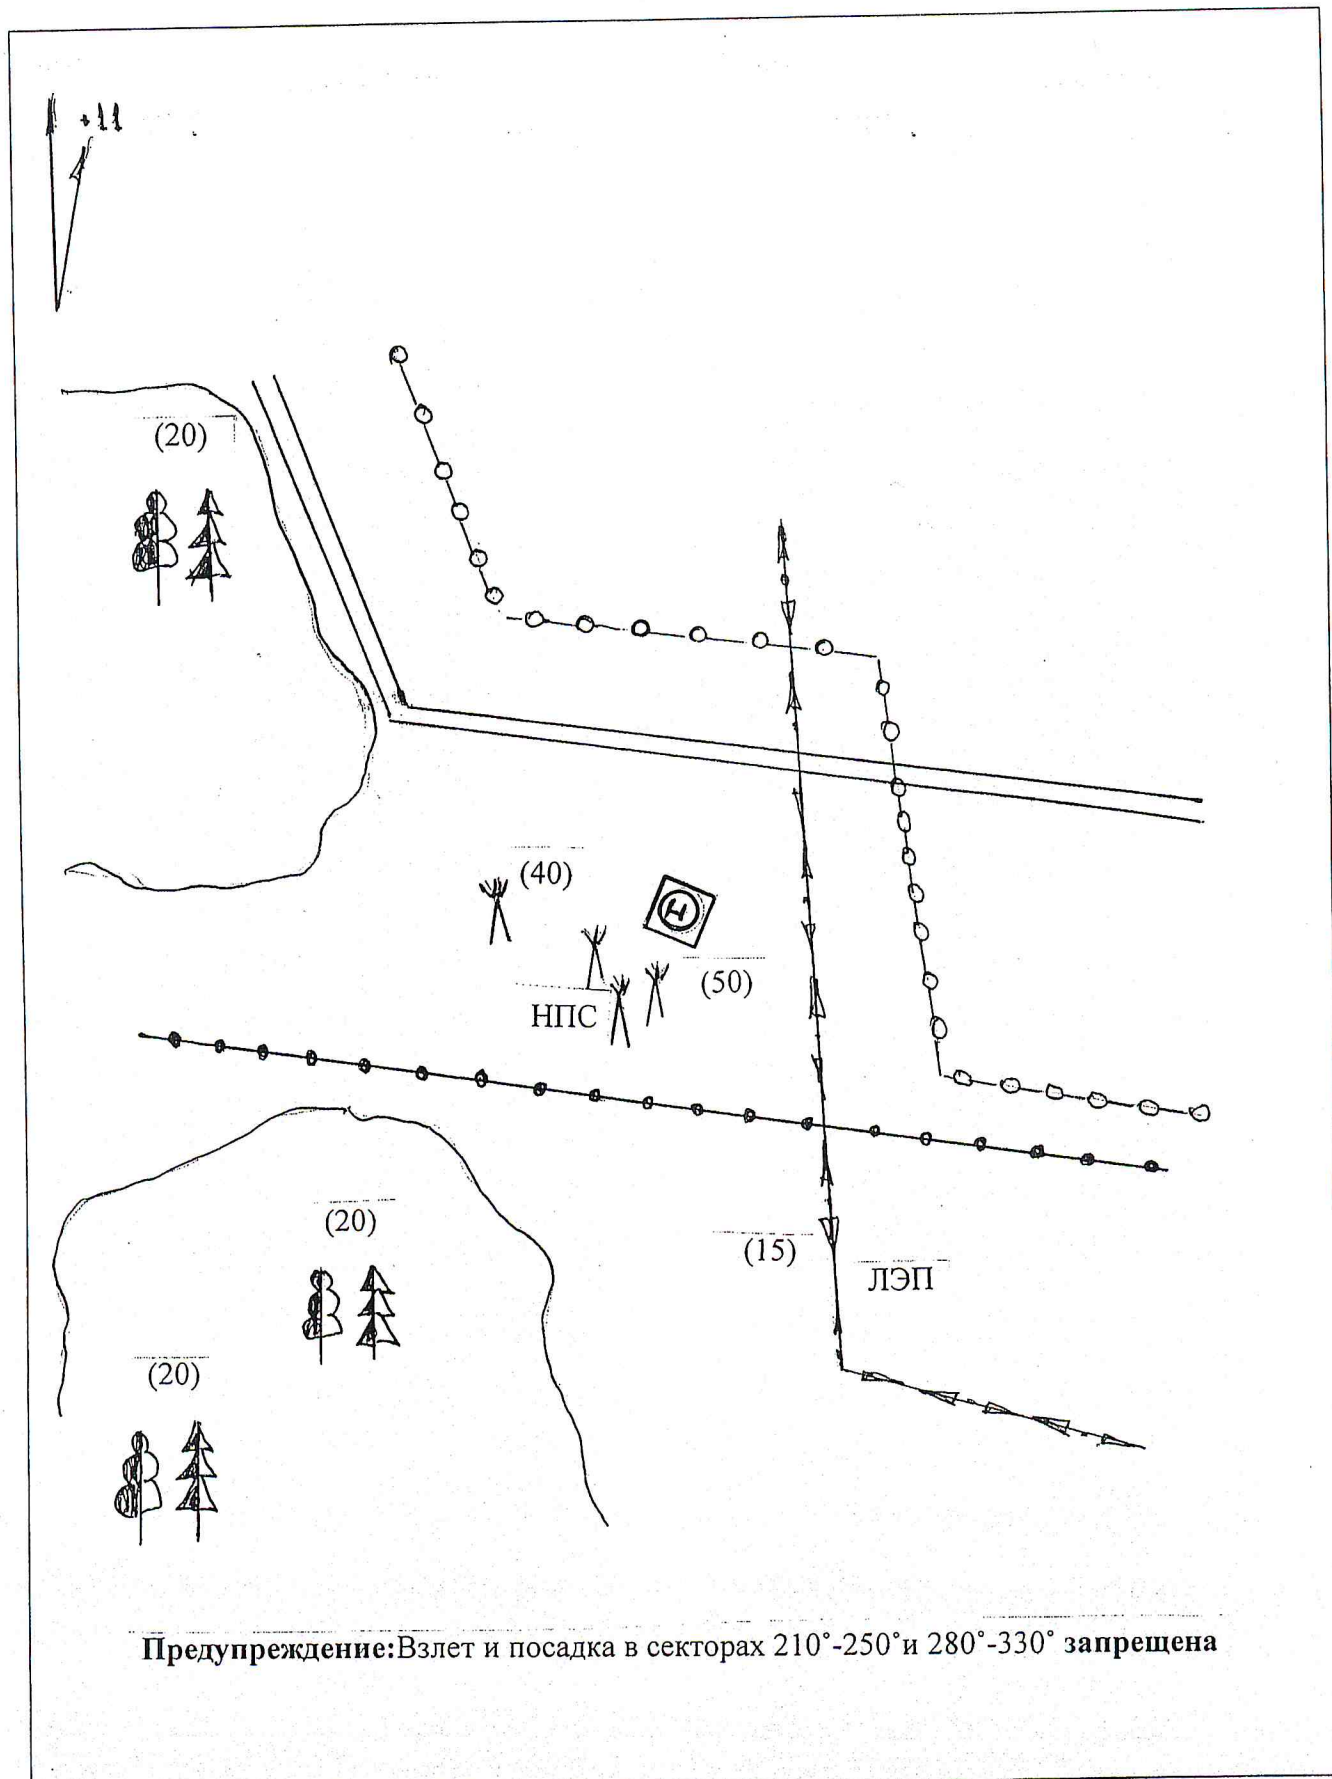 +11
(20)
(40)
H
(50)
НПС
(20)
(15)
ЛЭП
(20)
Предупреждение:Взлет и посадка в секторах 210˚-250˚и 280˚-330˚ запрещена